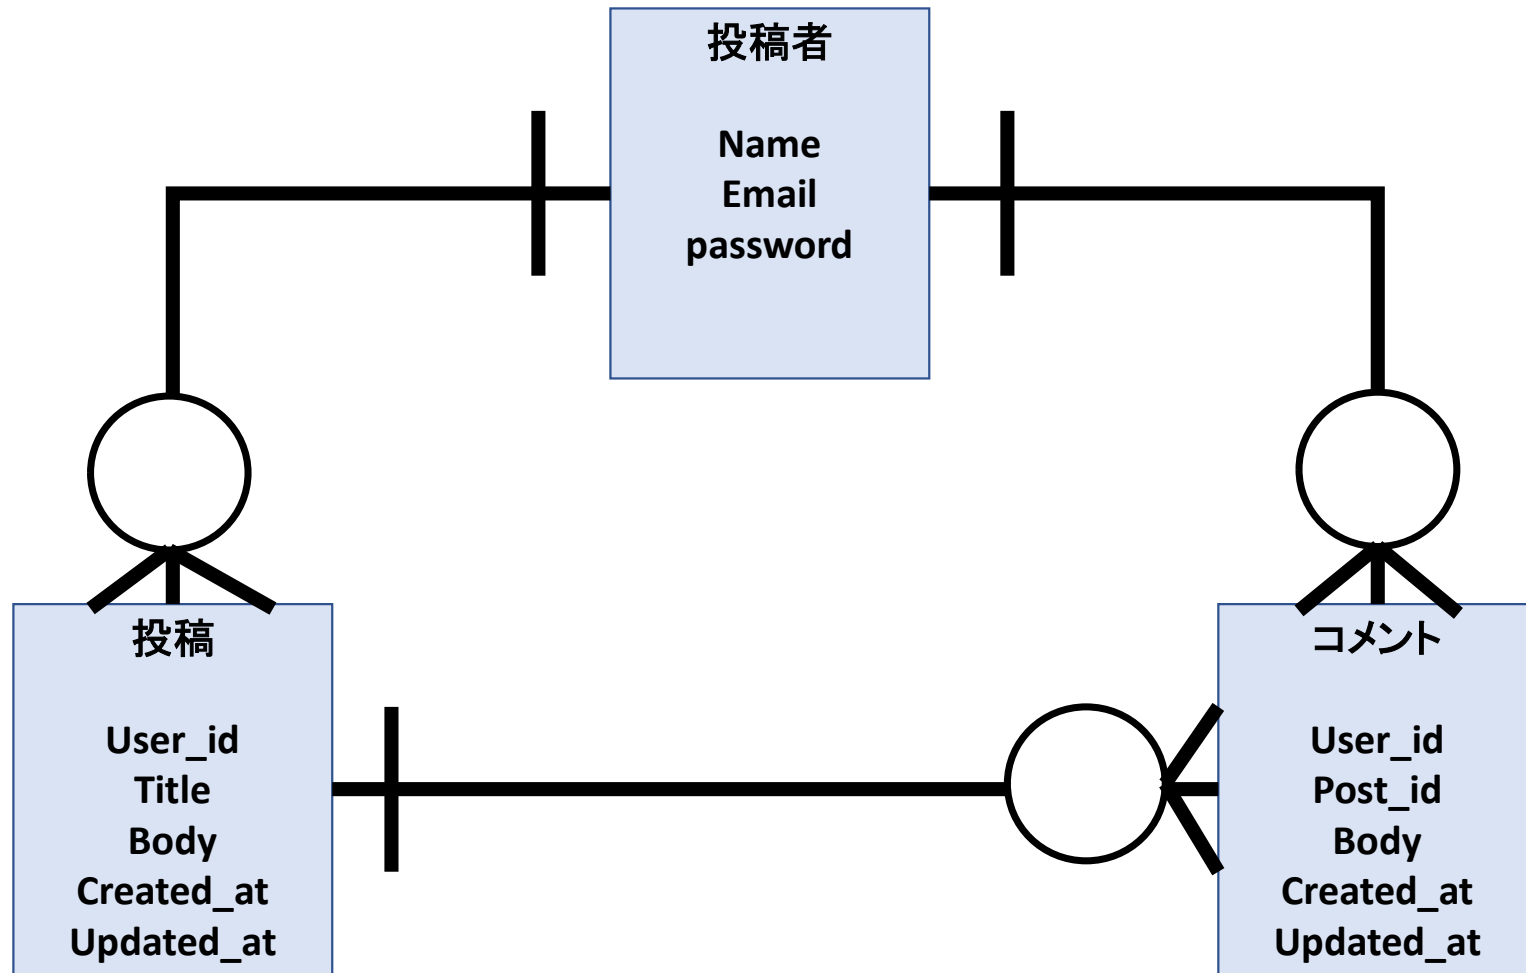 投稿者
Name
Email
password
投稿
User_id
Title
Body
Created_at
Updated_at
コメント
User_id
Post_id
Body
Created_at
Updated_at